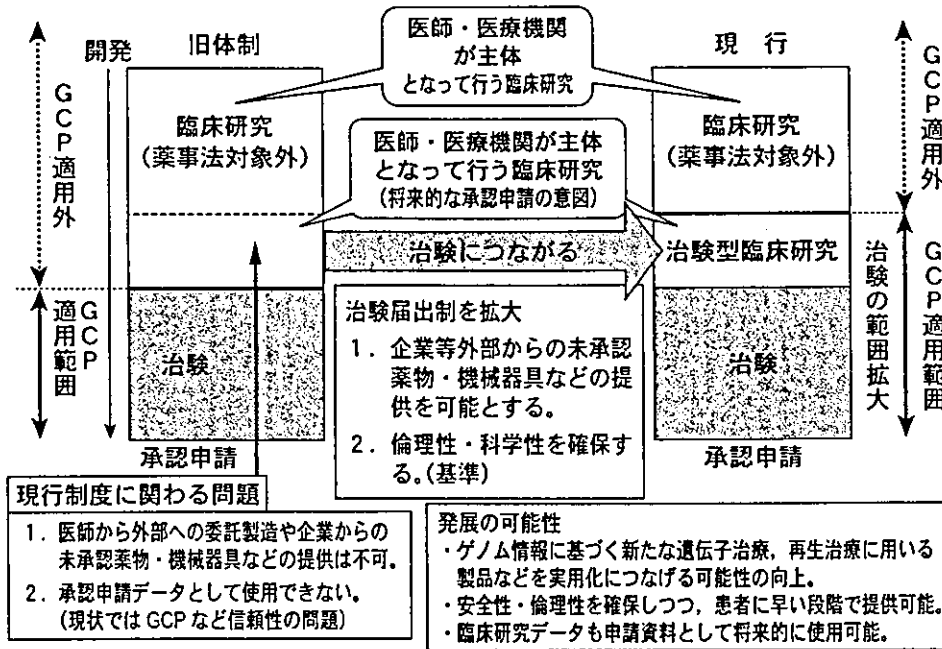 旧体制
現 行
開発
GCP適用外
GCP適用範囲
医師・医療機関
が主体
となって行う臨床研究
臨床研究
(薬事法対象外)
医師・医療機関が主体
となって行う臨床研究
(将来的な承認申請の意図)
臨床研究
(薬事法対象外)
GCP適用外
治験につながる
治験型臨床研究
治験
治験
治験の範囲拡大
GCP適用範囲
承認申請
承認申請
治験届出制を拡大
1. 企業等外部からの未承認
薬物・機械器具などの提
供を可能とする。
2. 倫理性・科学性を確保す
る。(基準)
現行制度に関わる問題
1. 医師から外部への委託製造や企業からの
未承認薬物・機械器具などの提供は不可。
2. 承認申請データとして使用できない。
(現状では GCP など信頼性の問題)
発展の可能性
・ゲノム情報に基づく新たな遺伝子治療，再生治療に用いる
製品などを実用化につなげる可能性の向上。
・安全性・倫理性を確保しつつ，患者に早い段階で提供可能。
・臨床研究データも申請資料として将来的に使用可能。